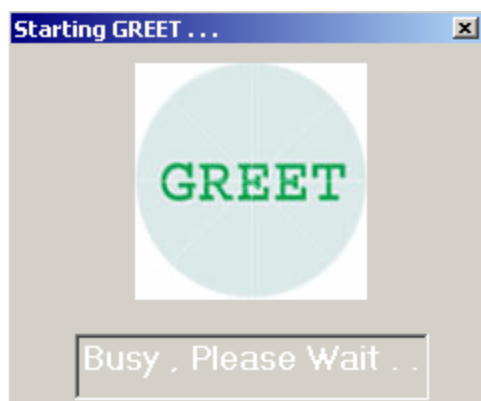 Starting GREET . . .
GREET
Busy , Please Wait . .